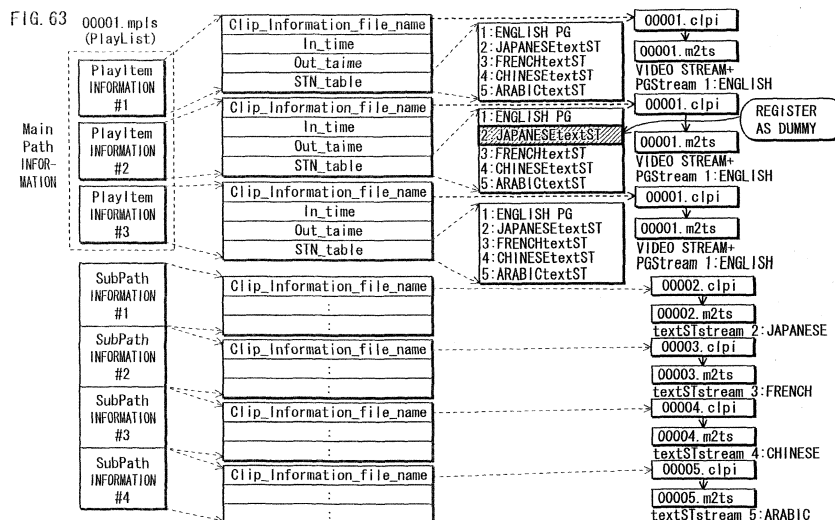 FIG. 63
00001.mpls
(PlayList)
Main
Path
INFOR-
MATION
PlayItem
INFORMATION
#1
PlayItem
INFORMATION
#2
PlayItem
INFORMATION
#3
SubPath
INFORMATION
#1
SubPath
INFORMATION
#2
SubPath
INFORMATION
#3
SubPath
INFORMATION
#4
Clip_Information_file_name
In_time
Out_taime
STN_table
Clip_Information_file_name
In_time
Out_taime
STN_table
Clip_Information_file_name
In_time
Out_taime
STN_table
Clip_Information_file_name
:
Clip_Information_file_name
:
Clip_Information_file_name
:
Clip_Information_file_name
:
1:ENGLISH PG
2:JAPANESEtextST
3:FRENCHtextST
4:CHINESEtextST
5:ARABICtextST
1:ENGLISH PG
2:JAPANESEtextST
3:FRENCHtextST
4:CHINESEtextST
5:ARABICtextST
1:ENGLISH PG
2:JAPANESEtextST
3:FRENCHtextST
4:CHINESEtextST
5:ARABICtextST
00001.clpi
00001.m2ts
VIDEO STREAM+
PGStream 1:ENGLISH
00001.clpi
REGISTER
AS DUMMY
00001.m2ts
VIDEO STREAM+
PGStream 1:ENGLISH
00001.clpi
00001.m2ts
VIDEO STREAM+
PGStream 1:ENGLISH
00002.clpi
00002.m2ts
textSTstream 2:JAPANESE
00003.clpi
00003.m2ts
textSTstream 3:FRENCH
00004.clpi
00004.m2ts
textSTstream 4:CHINESE
00005.clpi
00005.m2ts
textSTstream 5:ARABIC